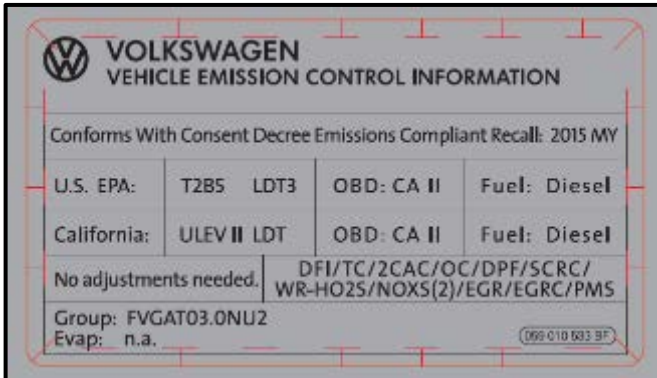 VOLKSWAGEN
VEHICLE EMISSION CONTROL INFORMATION
Conforms With Consent Decree Emissions Compliant Recall: 2015 MY
U.S. EPA: T2B5 LDT3 OBD: CA II Fuel: Diesel
California: ULEV II LDT OBD: CA II Fuel: Diesel
No adjustments needed. DFI/TC/2CAC/OC/DPF/SCRC/
WR-HO2S/NOXS(2)/EGR/EGRC/PMS
Group: FVGAT03.0NU2
Evap: n.a.